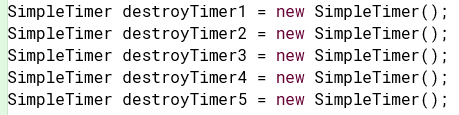 SimpleTimer destroyTimer1 = new SimpleTimer();
SimpleTimer destroyTimer2 = new SimpleTimer();
SimpleTimer destroyTimer3 = new SimpleTimer();
SimpleTimer destroyTimer4 = new SimpleTimer();
SimpleTimer destroyTimer5 = new SimpleTimer();